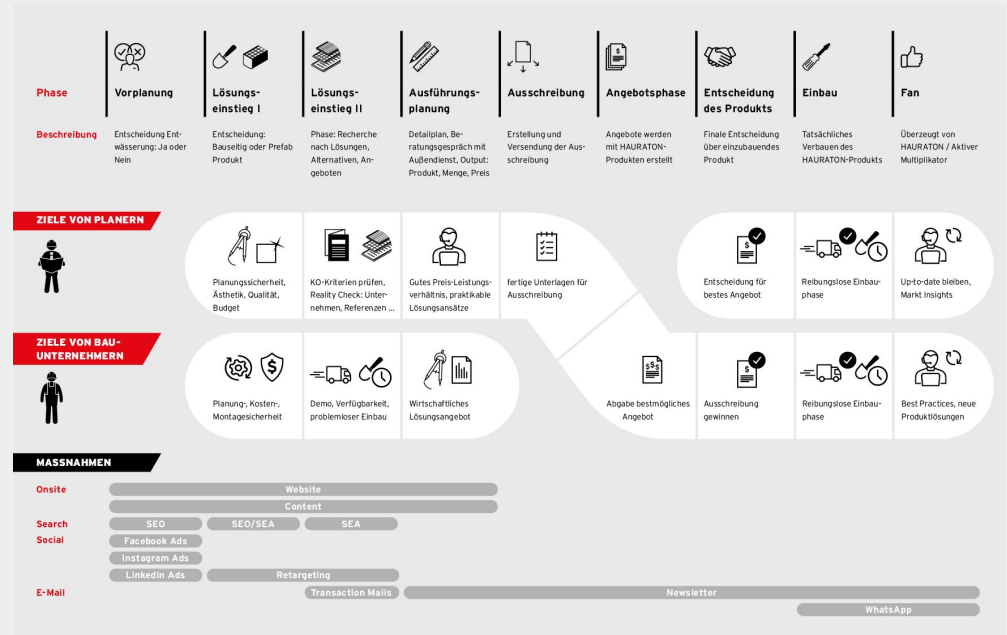 Phase
Vorplanung
Lösungs-
einstieg I
Lösungs-
einstieg II
Ausführungs-
planung
Ausschreibung
Angebotsphase
Entscheidung
des Produkts
Einbau
Fan
Beschreibung
Entscheidung Ent-
wässerung: Ja oder
Nein
Entscheidung:
Bauseitig oder Prefab
Produkt
Phase: Recherche
nach Lösungen,
Alternativen, An-
geboten
Detailplan, Be-
ratungsgespräch mit
Außendienst, Output:
Produkt, Menge, Preis
Erstellung und
Versendung der Aus-
schreibung
Angebote werden
mit HAURATON-
Produkten erstellt
Finale Entscheidung
über einzubauendes
Produkt
Tatsächliches
Verbauen des
HAURATON-Produkts
Überzeugt von
HAURATON / Aktiver
Multiplikator
ZIELE VON PLANERN
Planungssicherheit,
Ästhetik, Qualität,
Budget
KO-Kriterien prüfen,
Reality Check: Unter-
nehmen, Referenzen ...
Gutes Preis-Leistungs-
verhältnis, praktikable
Lösungsansätze
fertige Unterlagen für
Ausschreibung
Entscheidung für
bestes Angebot
Reibungslose Einbau-
phase
Up-to-date bleiben,
Markt Insights
ZIELE VON BAU-
UNTERNEHMERN
Planung-, Kosten-,
Montagesicherheit
Demo, Verfügbarkeit,
problemloser Einbau
Wirtschaftliches
Lösungsangebot
Abgabe bestmögliches
Angebot
Ausschreibung
gewinnen
Reibungslose Einbau-
phase
Best Practices, neue
Produktlösungen
MASSNAHMEN
Onsite
Website
Content
Search
SEO
SEO/SEA
SEA
Social
Facebook Ads
Instagram Ads
LinkedIn Ads
Retargeting
E-Mail
Transaction Mails
Newsletter
WhatsApp